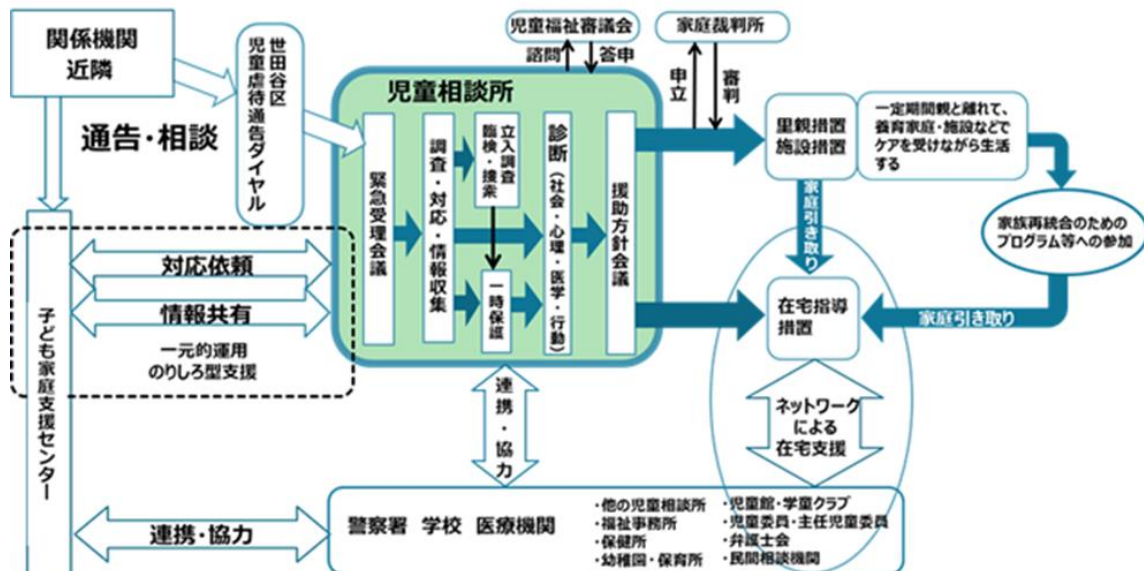 関係機関
近隣
世田谷区
児童虐待通告ダイヤル
通告・相談
児童福祉審議会
諮問
答申
家庭裁判所
申立
審判
児童相談所
緊急受理会議
調査・対応・情報収集
立入調査
臨検・捜索
一時保護
診断（社会・心理・医学・行動）
援助方針会議
里親措置
施設措置
一定期間親と離れて、
養育家庭・施設などで
ケアを受けながら生活
する
家庭引き取り
家族再統合のための
プログラム等への参加
在宅指導
措置
家庭引き取り
ネットワーク
による
在宅支援
対応依頼
情報共有
一元的運用
のりしろ型支援
子ども家庭支援センター
連携・協力
連携・協力
警察署 学校 医療機関
・他の児童相談所
・福祉事務所
・保健所
・幼稚園・保育所
・児童館・学童クラブ
・児童委員・主任児童委員
・弁護士会
・民間相談機関